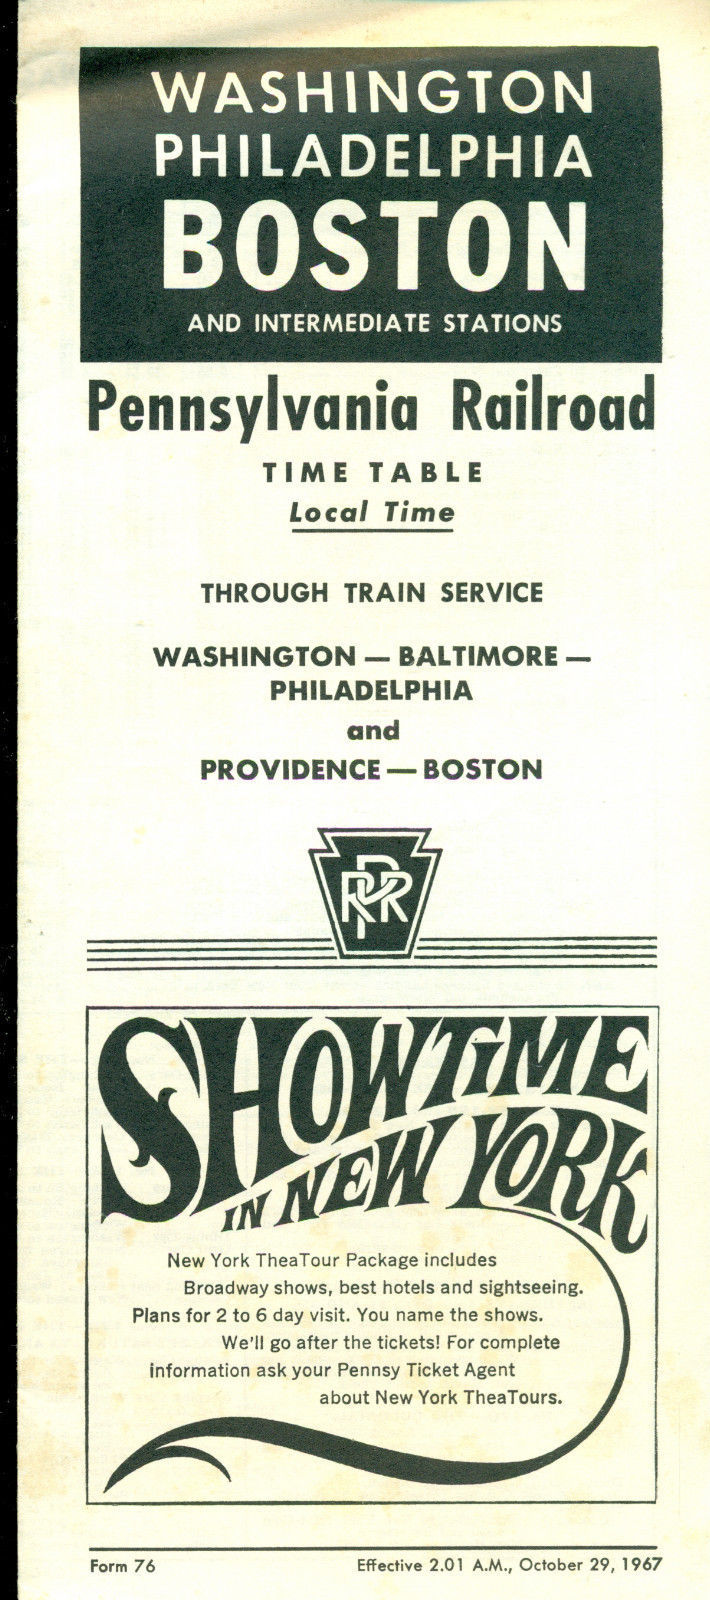 WASHINGTON
PHILADELPHIA
BOSTON
AND INTERMEDIATE STATIONS
Pennsylvania Railroad
TIME TABLE
Local Time
THROUGH TRAIN SERVICE
WASHINGTON — BALTIMORE —
PHILADELPHIA
and
PROVIDENCE — BOSTON
PRR
SHOWTiME
IN NEW YORK
New York TheaTour Package includes
Broadway shows, best hotels and sightseeing.
Plans for 2 to 6 day visit. You name the shows.
We'll go after the tickets! For complete
information ask your Pennsy Ticket Agent
about New York TheaTours.
Form 76
Effective 2.01 A.M., October 29, 1967